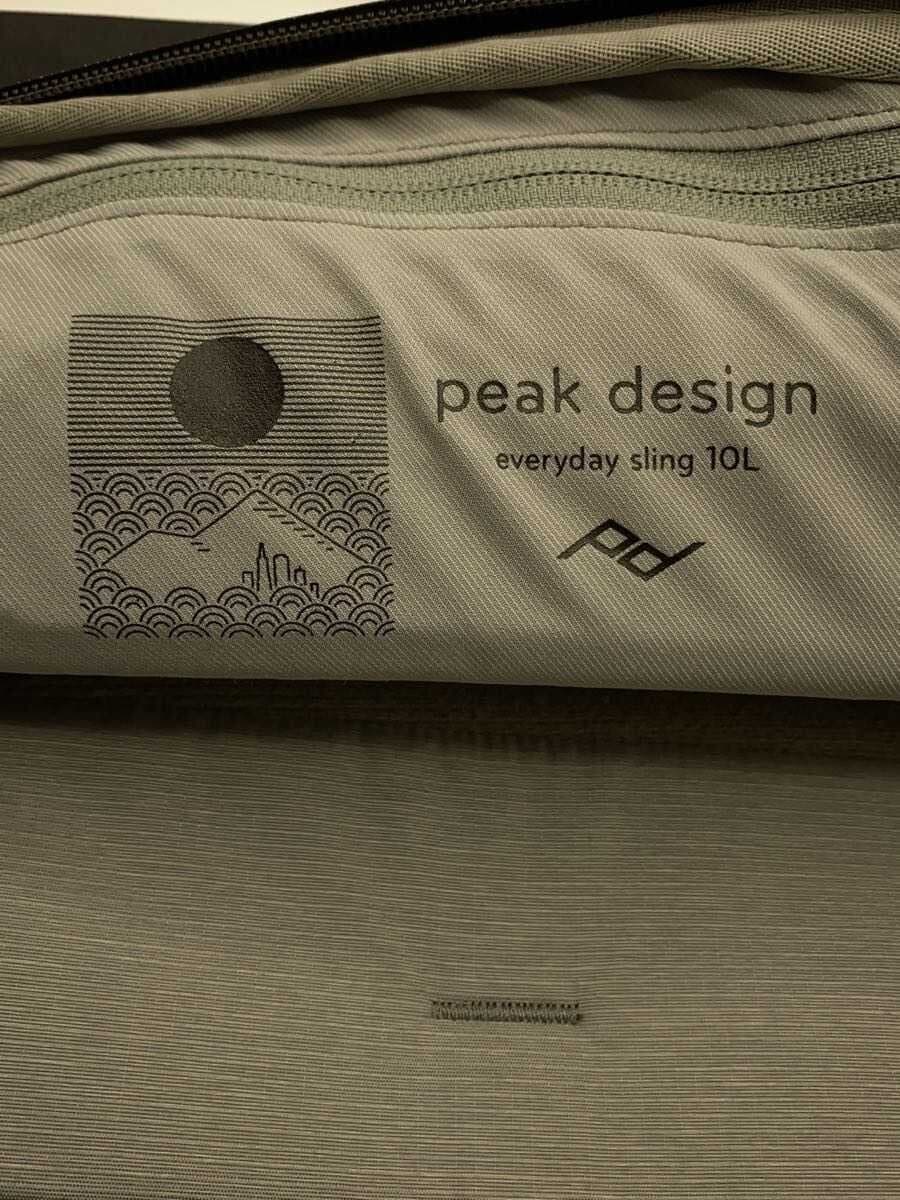 peak design
everyday sling 10L
pd